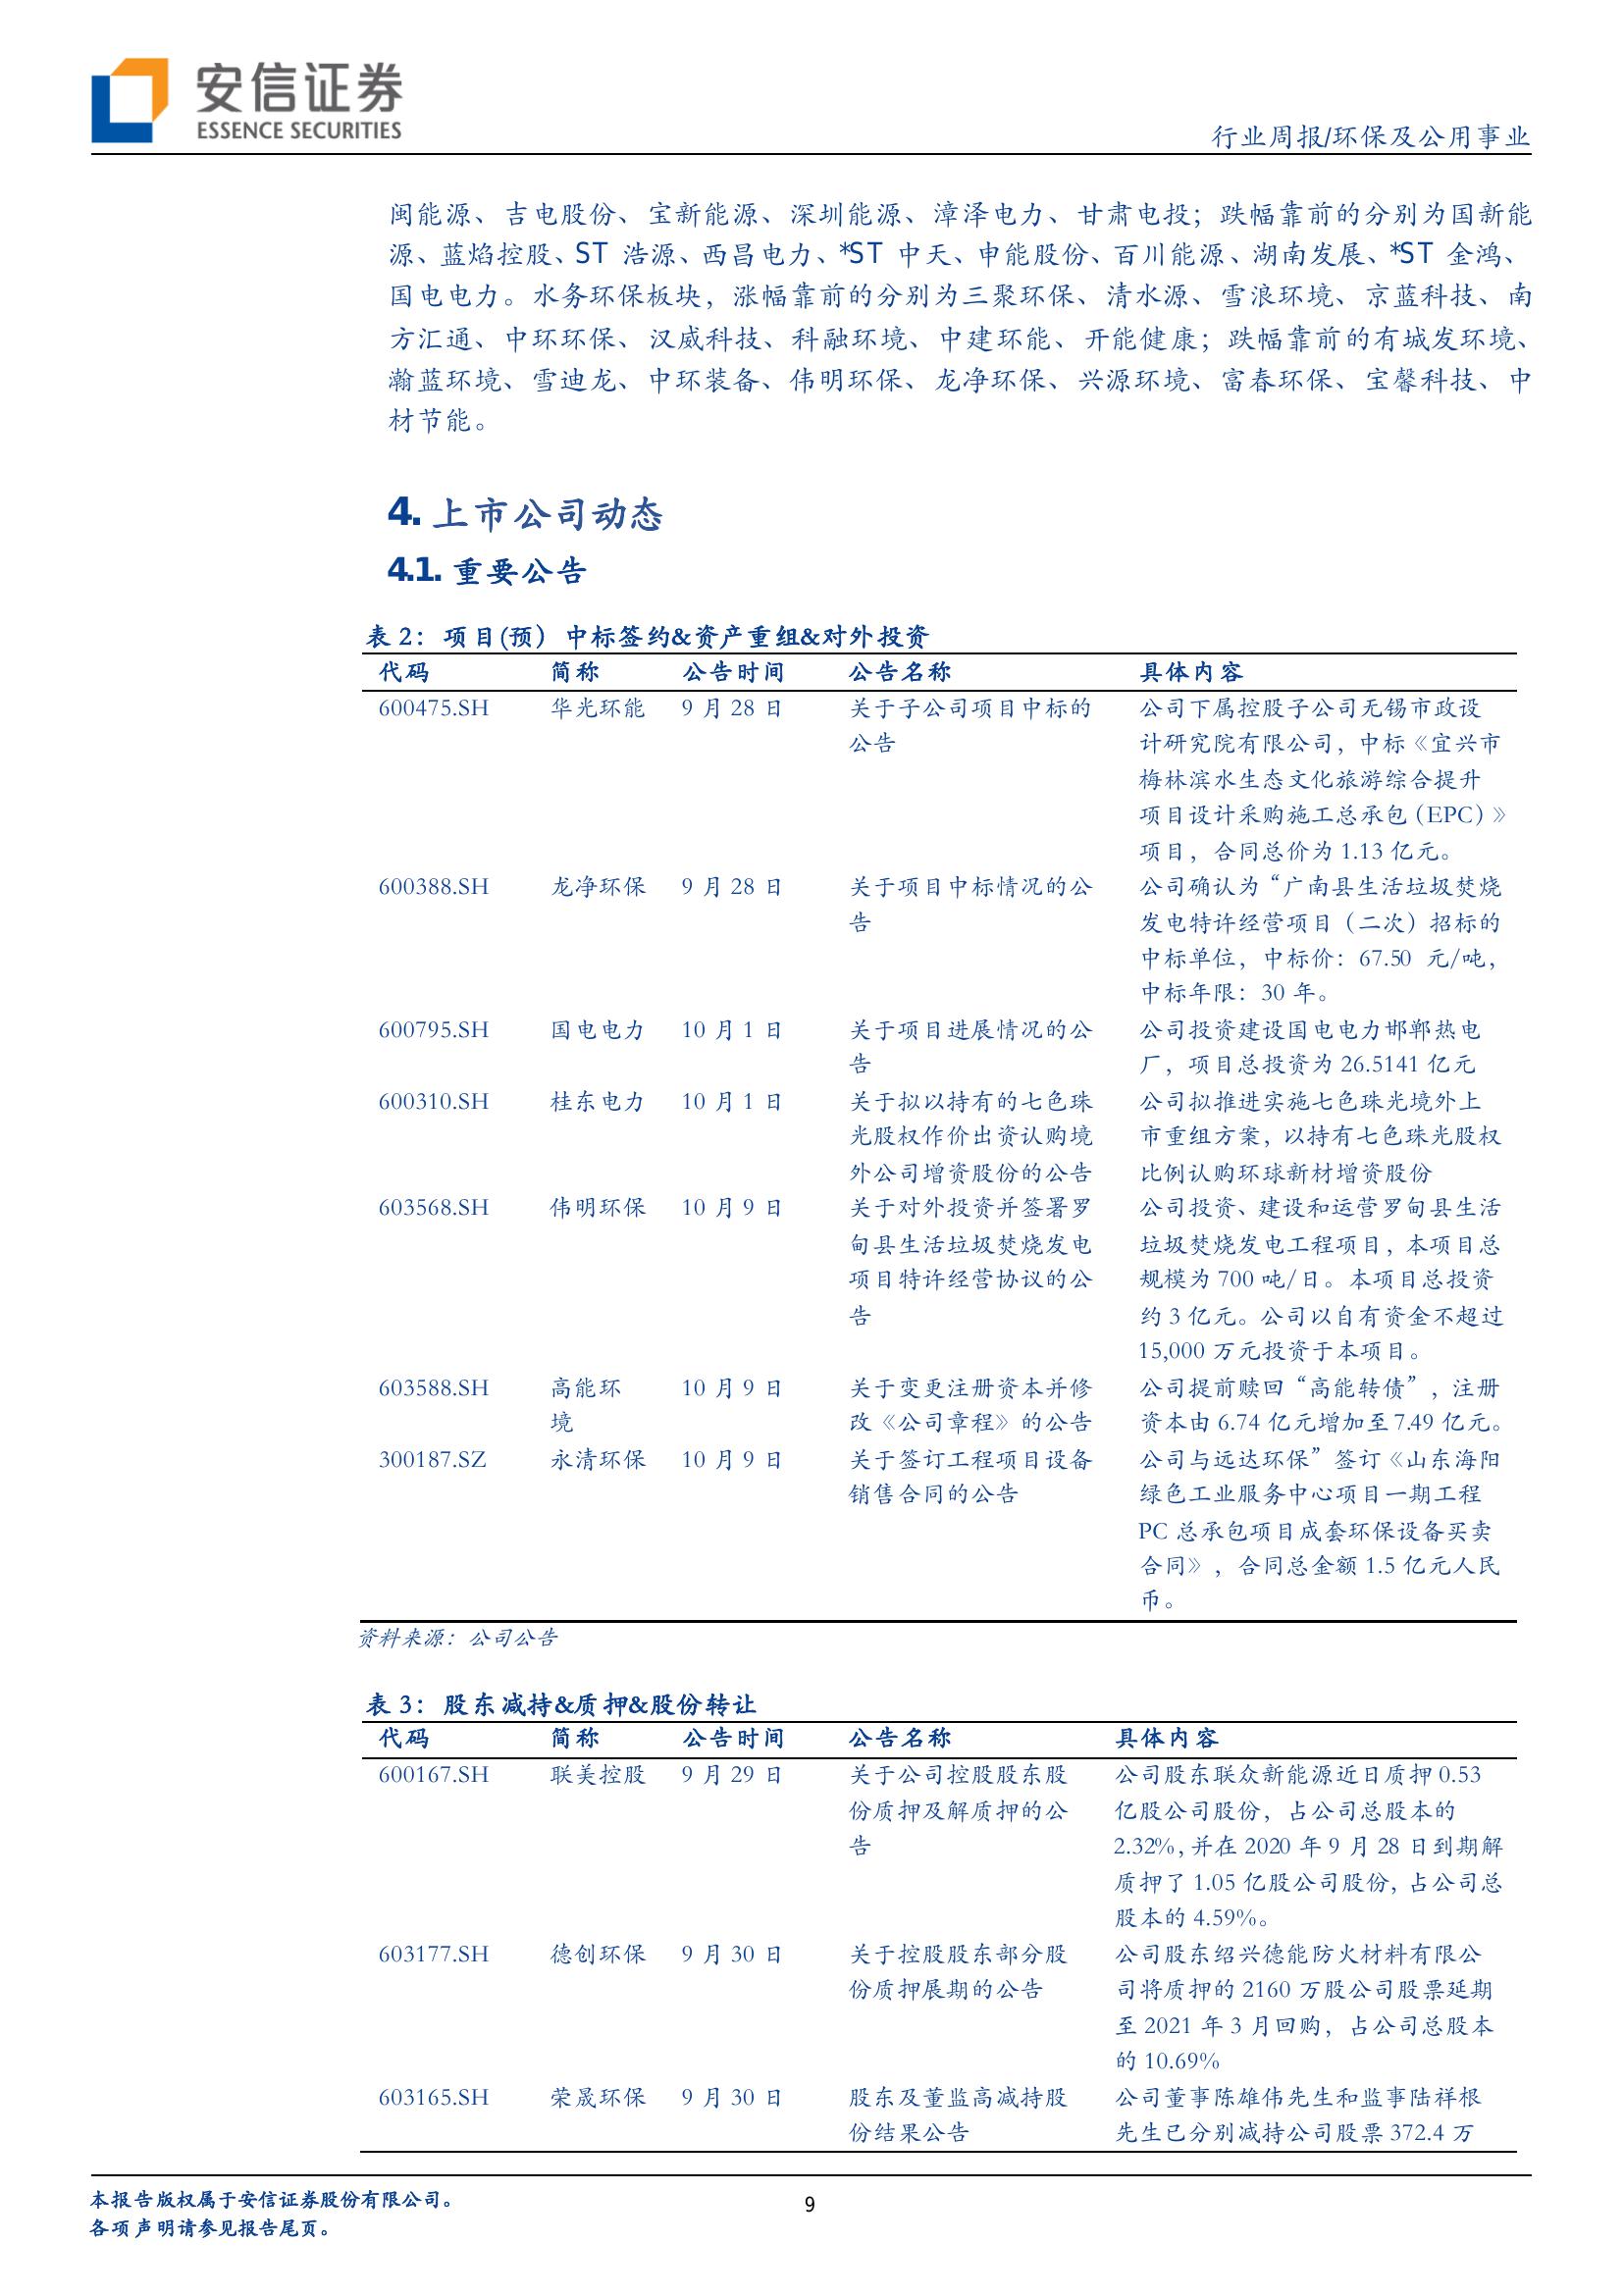 安信证券
ESSENCE SECURITIES
行业周报/环保及公用事业
闽能源、吉电股份、宝新能源、深圳能源、漳泽电力、甘肃电投；跌幅靠前的分别为国新能
源、蓝焰控股、ST 浩源、西昌电力、*ST 中天、申能股份、百川能源、湖南发展、*ST 金鸿、
国电电力。水务环保板块，涨幅靠前的分别为三聚环保、清水源、雪浪环境、京蓝科技、南
方汇通、中环环保、汉威科技、科融环境、中建环能、开能健康；跌幅靠前的有城发环境、
瀚蓝环境、雪迪龙、中环装备、伟明环保、龙净环保、兴源环境、富春环保、宝馨科技、中
材节能。
4. 上市公司动态
4.1. 重要公告
表 2：项目(预）中标签约&资产重组&对外投资
代码 简称 公告时间 公告名称 具体内容
600475.SH 华光环能 9 月 28 日 关于子公司项目中标的 公司下属控股子公司无锡市政设
公告 计研究院有限公司，中标《宜兴市
梅林滨水生态文化旅游综合提升
项目设计采购施工总承包（EPC）》
项目，合同总价为 1.13 亿元。
600388.SH 龙净环保 9 月 28 日 关于项目中标情况的公 公司确认为“广南县生活垃圾焚烧
告 发电特许经营项目（二次）招标的
中标单位，中标价：67.50 元/吨，
中标年限：30 年。
600795.SH 国电电力 10 月 1 日 关于项目进展情况的公 公司投资建设国电电力邯郸热电
告 厂，项目总投资为 26.5141 亿元
600310.SH 桂东电力 10 月 1 日 关于拟以持有的七色珠 公司拟推进实施七色珠光境外上
光股权作价出资认购境 市重组方案，以持有七色珠光股权
外公司增资股份的公告 比例认购环球新材增资股份
603568.SH 伟明环保 10 月 9 日 关于对外投资并签署罗 公司投资、建设和运营罗甸县生活
甸县生活垃圾焚烧发电 垃圾焚烧发电工程项目，本项目总
项目特许经营协议的公 规模为 700 吨/日。本项目总投资
告 约 3 亿元。公司以自有资金不超过
15,000 万元投资于本项目。
603588.SH 高能环 10 月 9 日 关于变更注册资本并修 公司提前赎回“高能转债”，注册
境 改《公司章程》的公告 资本由 6.74 亿元增加至 7.49 亿元。
300187.SZ 永清环保 10 月 9 日 关于签订工程项目设备 公司与远达环保”签订《山东海阳
销售合同的公告 绿色工业服务中心项目一期工程
PC 总承包项目成套环保设备买卖
合同》，合同总金额 1.5 亿元人民
币。
资料来源：公司公告
表 3：股东减持&质押&股份转让
代码 简称 公告时间 公告名称 具体内容
600167.SH 联美控股 9 月 29 日 关于公司控股股东股 公司股东联众新能源近日质押 0.53
份质押及解质押的公 亿股公司股份，占公司总股本的
告 2.32%，并在 2020 年 9 月 28 日到期解
质押了 1.05 亿股公司股份，占公司总
股本的 4.59%。
603177.SH 德创环保 9 月 30 日 关于控股股东部分股 公司股东绍兴德能防火材料有限公
份质押展期的公告 司将质押的 2160 万股公司股票延期
至 2021 年 3 月回购，占公司总股本
的 10.69%
603165.SH 荣晟环保 9 月 30 日 股东及董监高减持股 公司董事陈雄伟先生和监事陆祥根
份结果公告 先生已分别减持公司股票 372.4 万
本报告版权属于安信证券股份有限公司。
各项声明请参见报告尾页。
9